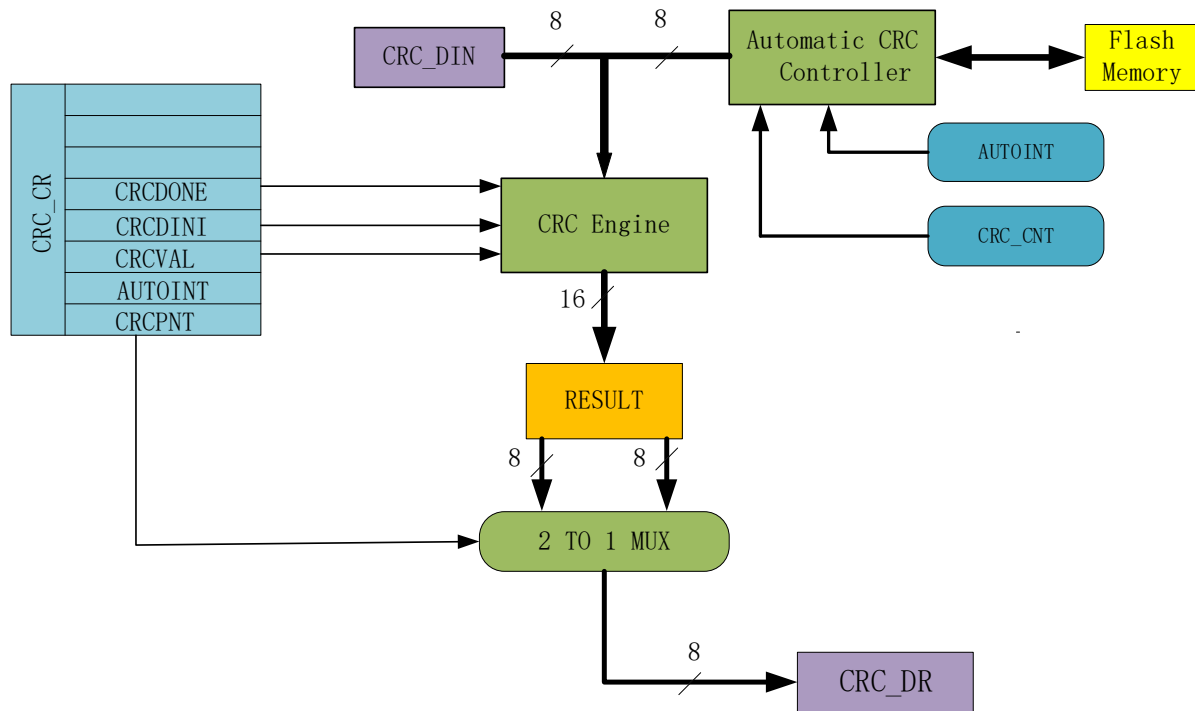 8
8
CRC_DIN
Automatic CRC
Controller
Flash
Memory
AUTOINT
CRC_CNT
CRC_CR
CRCDONE
CRCDINI
CRCVAL
AUTOINT
CRCPNT
CRC Engine
16
RESULT
8
8
2 TO 1 MUX
8
CRC_DR